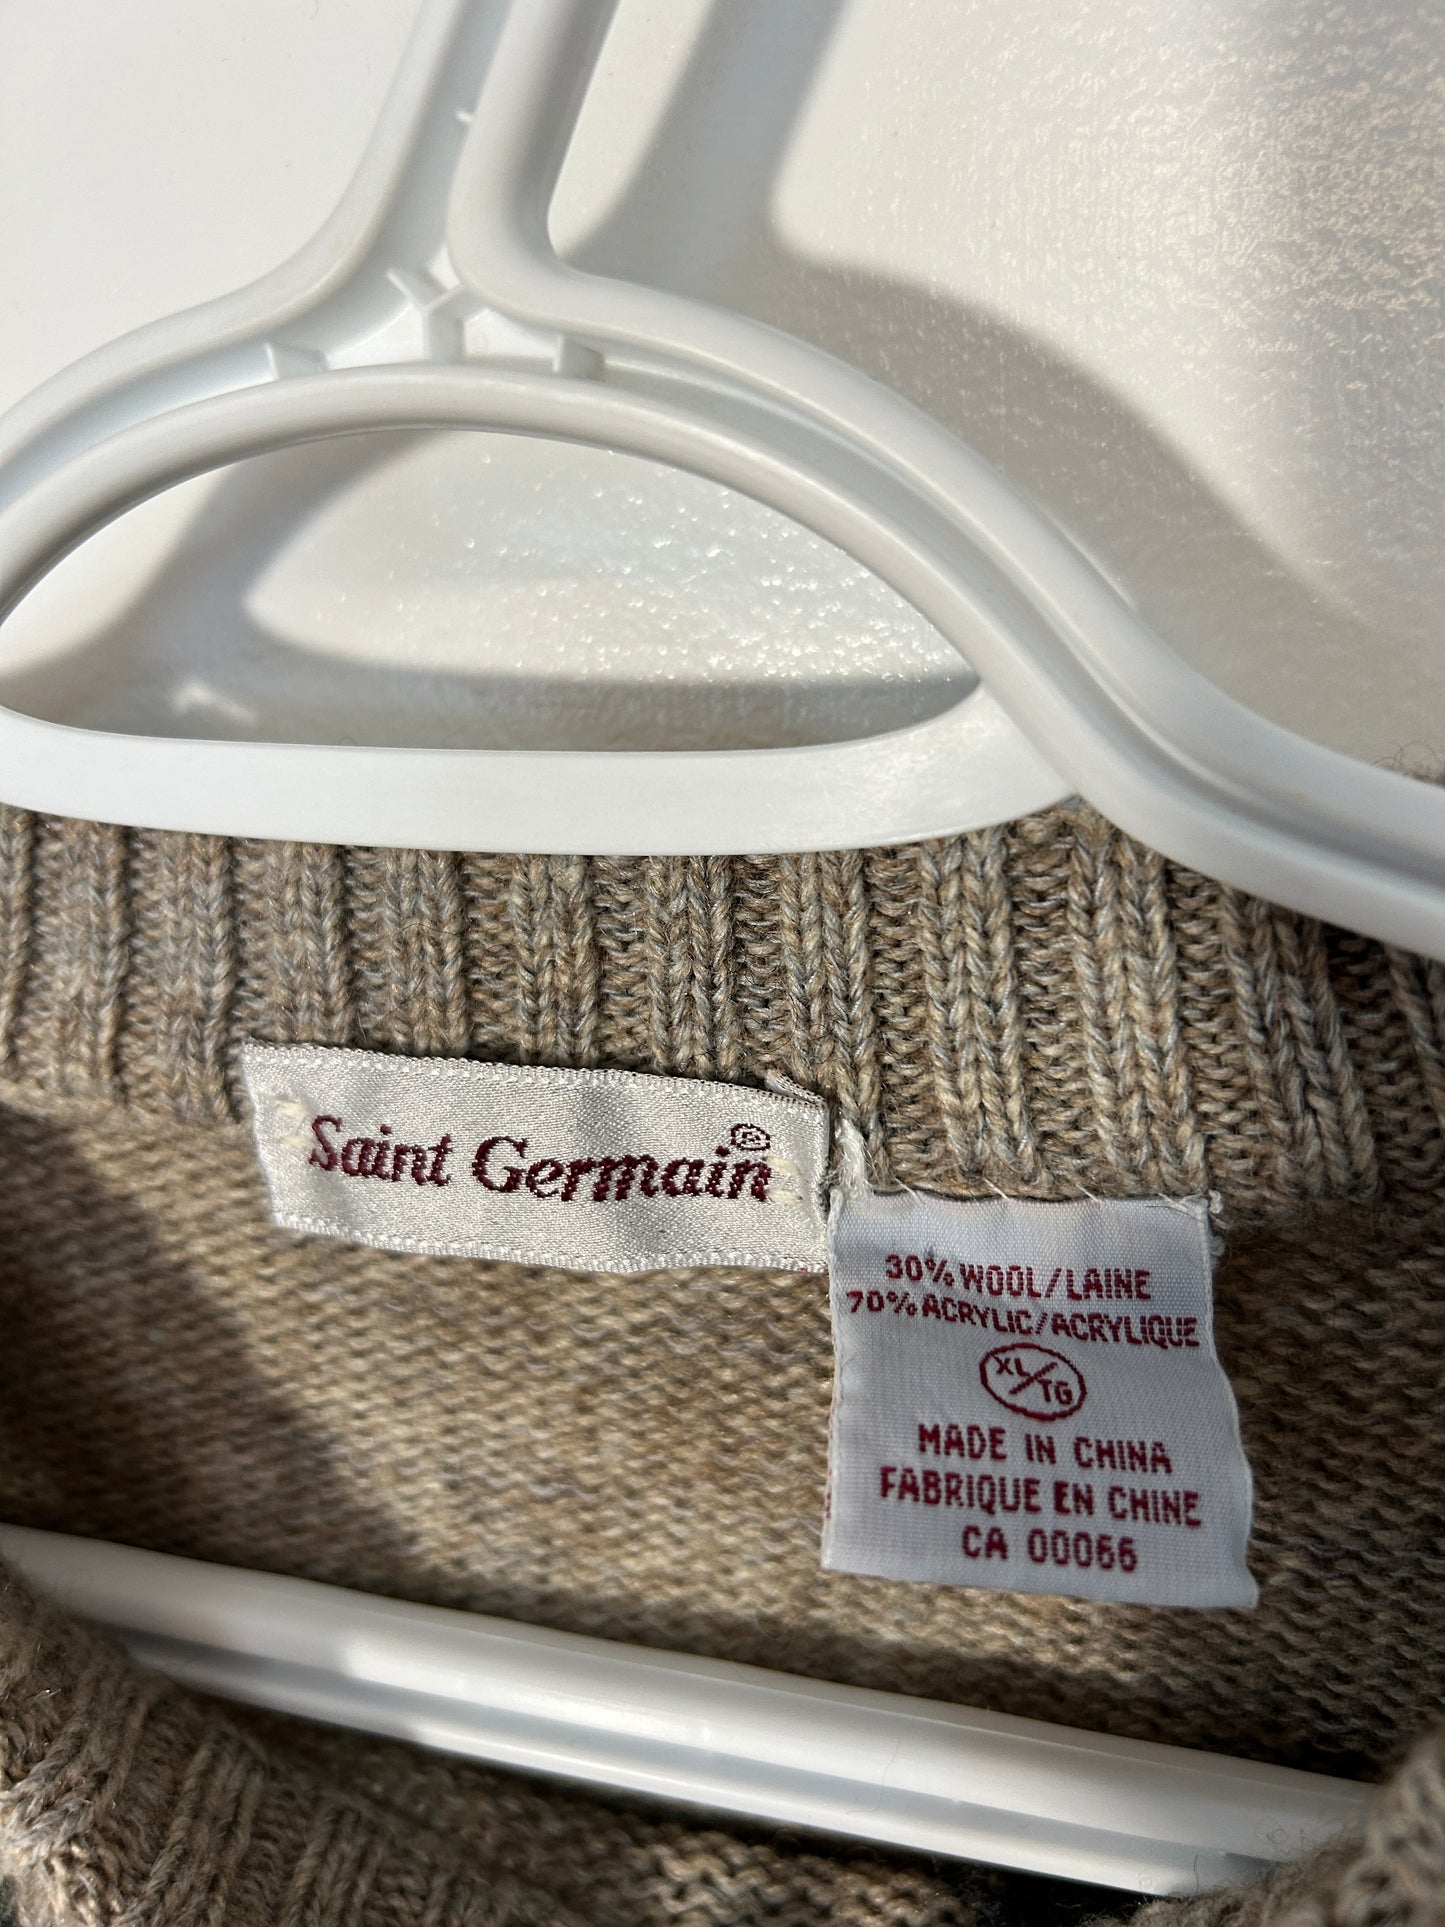 Saint Germain ®
30% WOOL/LAINE
70% ACRYLIC/ACRYLIQUE
XL/TG
MADE IN CHINA
FABRIQUE EN CHINE
CA 00066